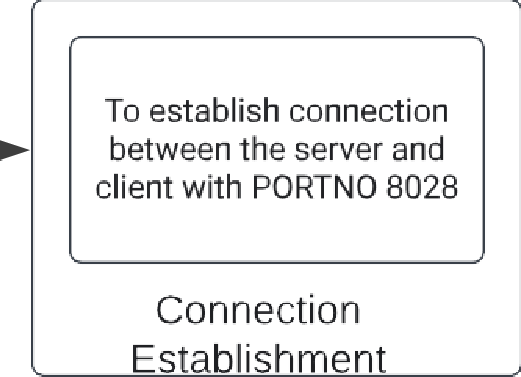 To establish connection
between the server and
client with PORTNO 8028
Connection
Establishment